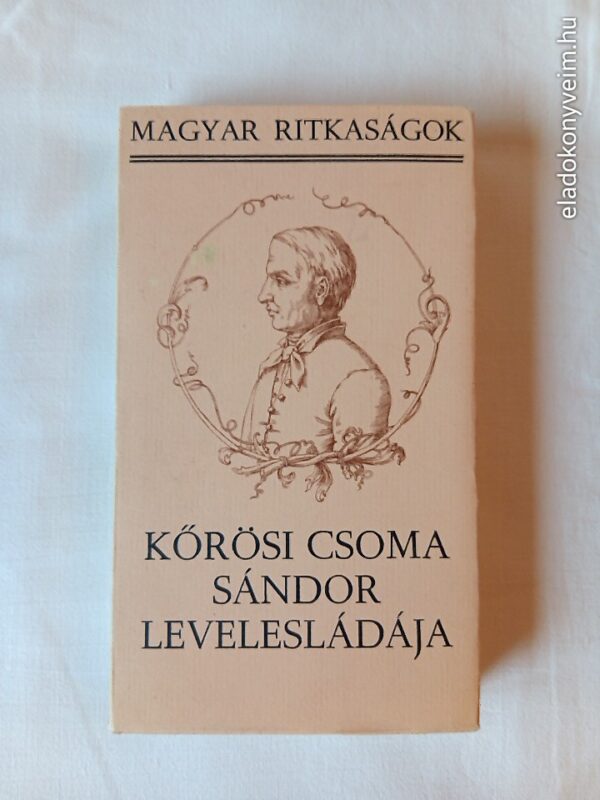 MAGYAR RITKASÁGOK
KŐRÖSI CSOMA
SÁNDOR
LEVELESLÁDÁJA
eladokonyveim.hu